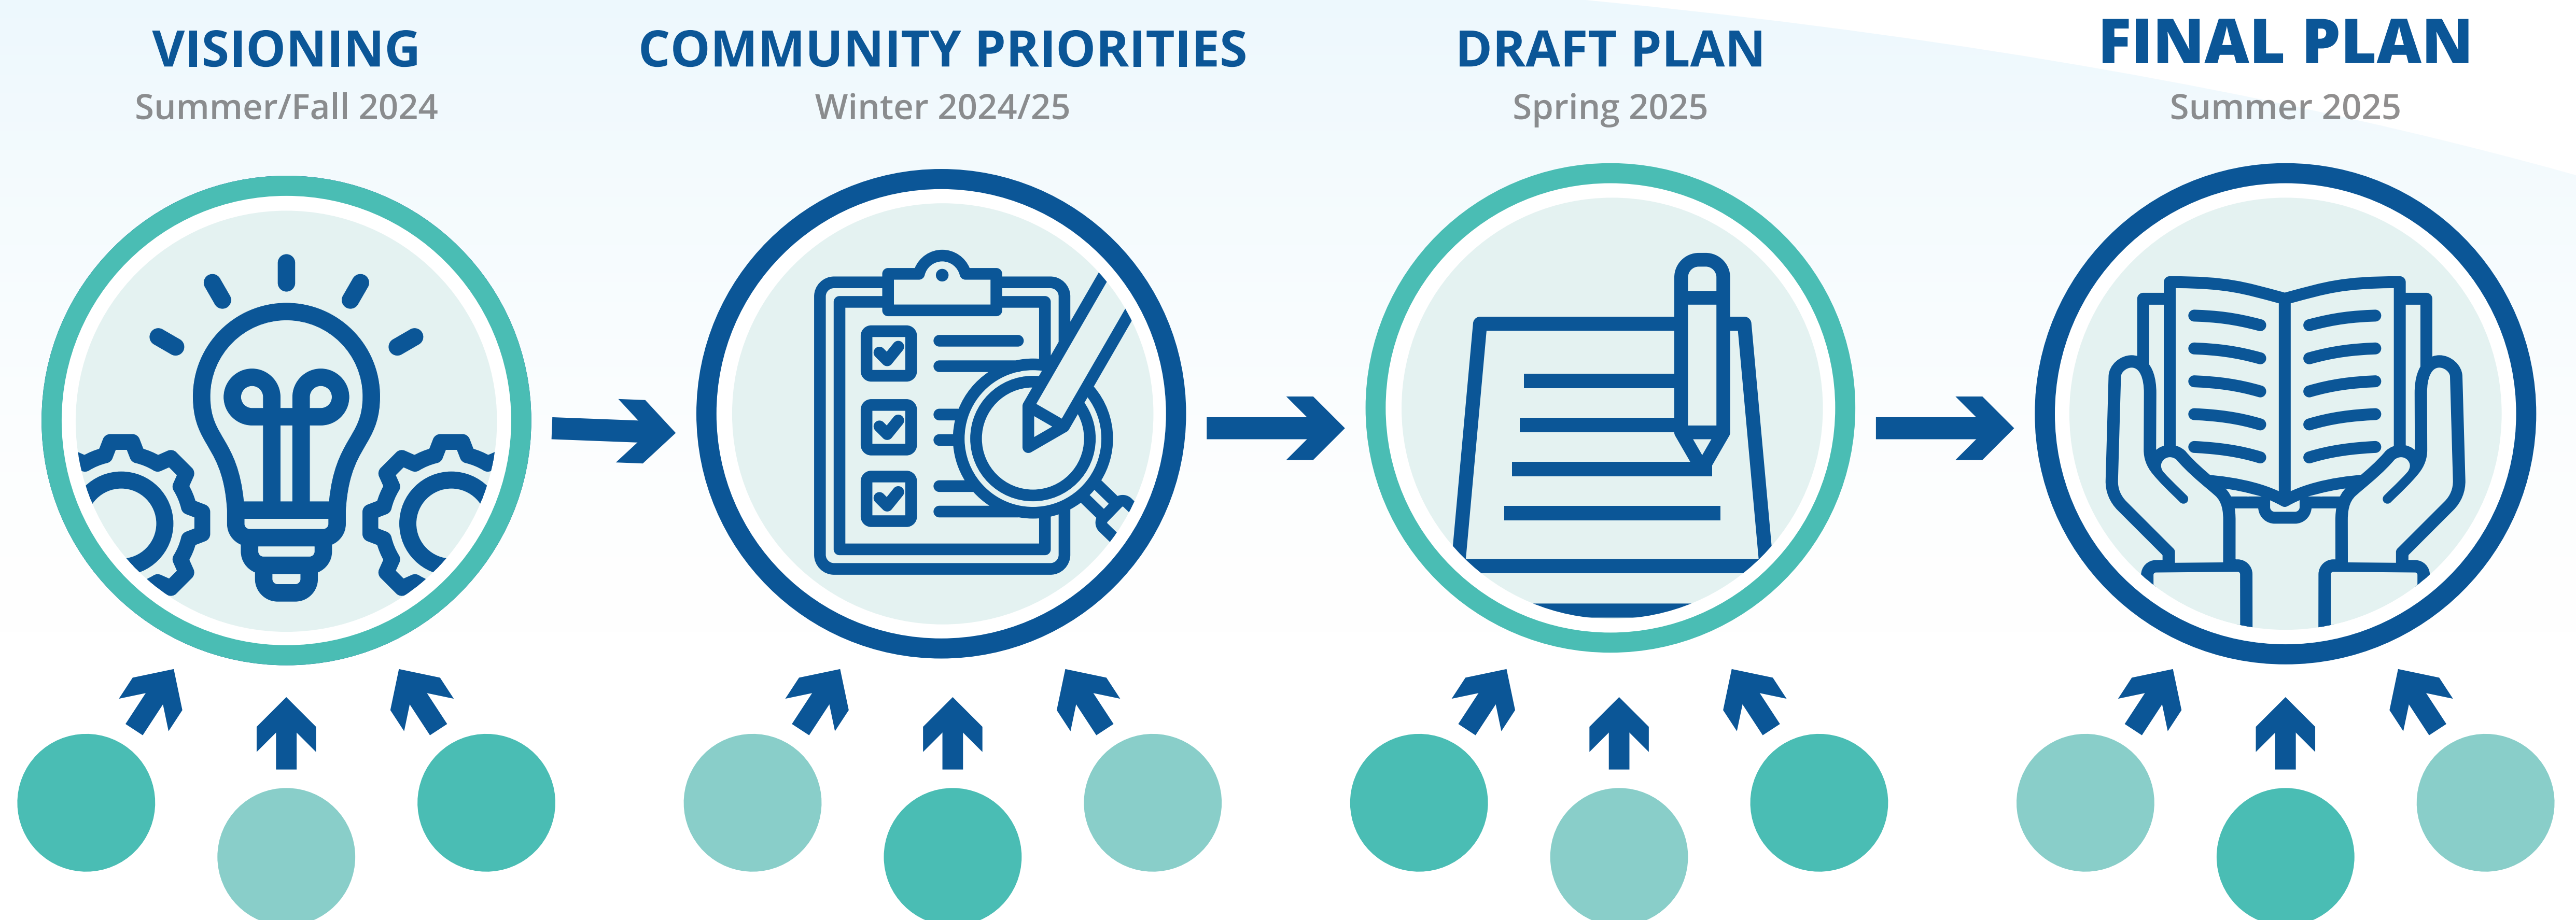 VISIONING
Summer/Fall 2024
COMMUNITY PRIORITIES
Winter 2024/25
DRAFT PLAN
Spring 2025
FINAL PLAN
Summer 2025